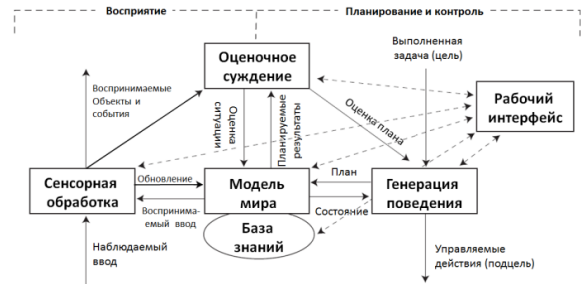 Восприятие
Планирование и контроль
Оценочное
суждение
Выполненная
задача (цель)
Воспринимаемые
Объекты и
события
Оценка
ситуации
Планируемые
результаты
Оценка плана
Рабочий
интерфейс
Сенсорная
обработка
Обновление
Модель
мира
План
Генерация
поведения
Воспринима-
емый ввод
Состояние
База
знаний
Наблюдаемый
ввод
Управляемые
действия (подцель)